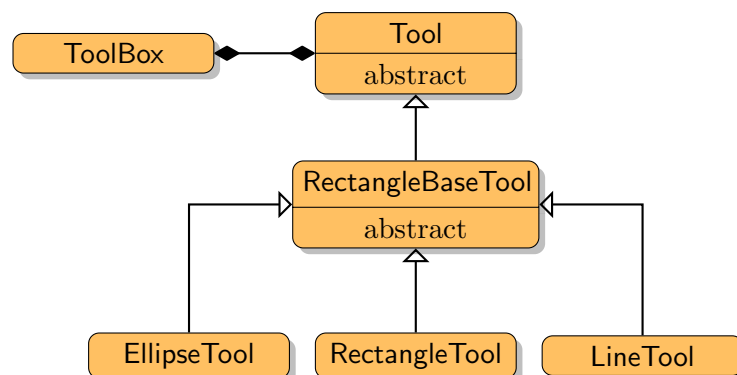 ToolBox
Tool
abstract
RectangleBaseTool
abstract
EllipseTool
RectangleTool
LineTool